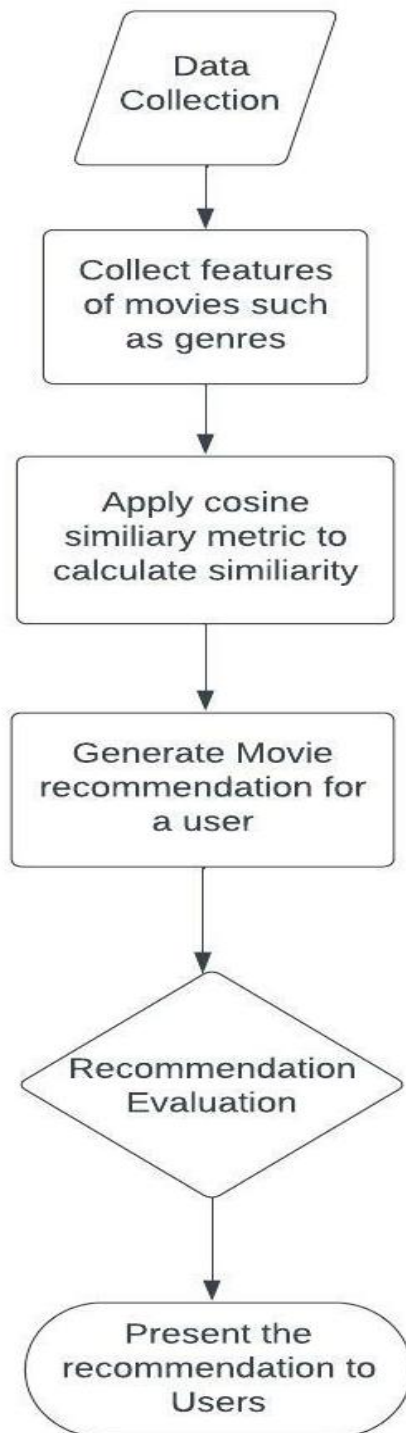 Data
Collection
Collect features
of movies such
as genres
Apply cosine
similiary metric to
calculate similiarity
Generate Movie
recommendation for
a user
Recommendation
Evaluation
Present the
recommendation to
Users